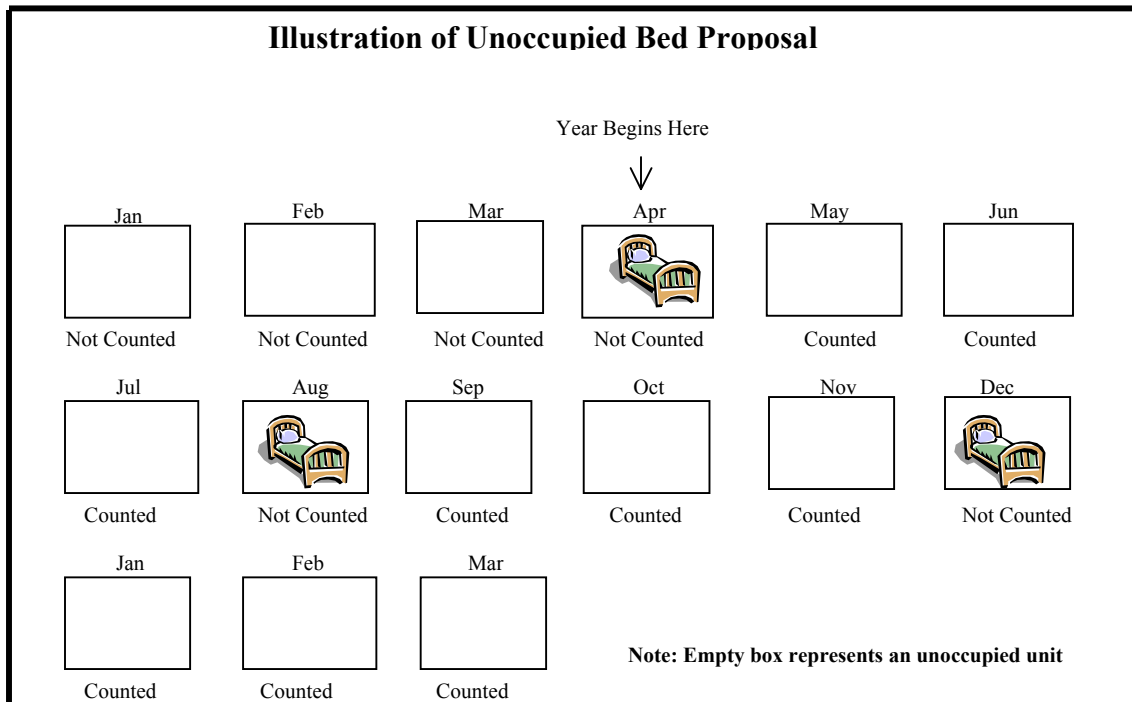 Illustration of Unoccupied Bed Proposal
Year Begins Here
Jan Feb Mar Apr May Jun
Not Counted Not Counted Not Counted Not Counted Counted Counted
Jul Aug Sep Oct Nov Dec
Counted Not Counted Counted Counted Counted Not Counted
Jan Feb Mar
Note: Empty box represents an unoccupied unit
Counted Counted Counted